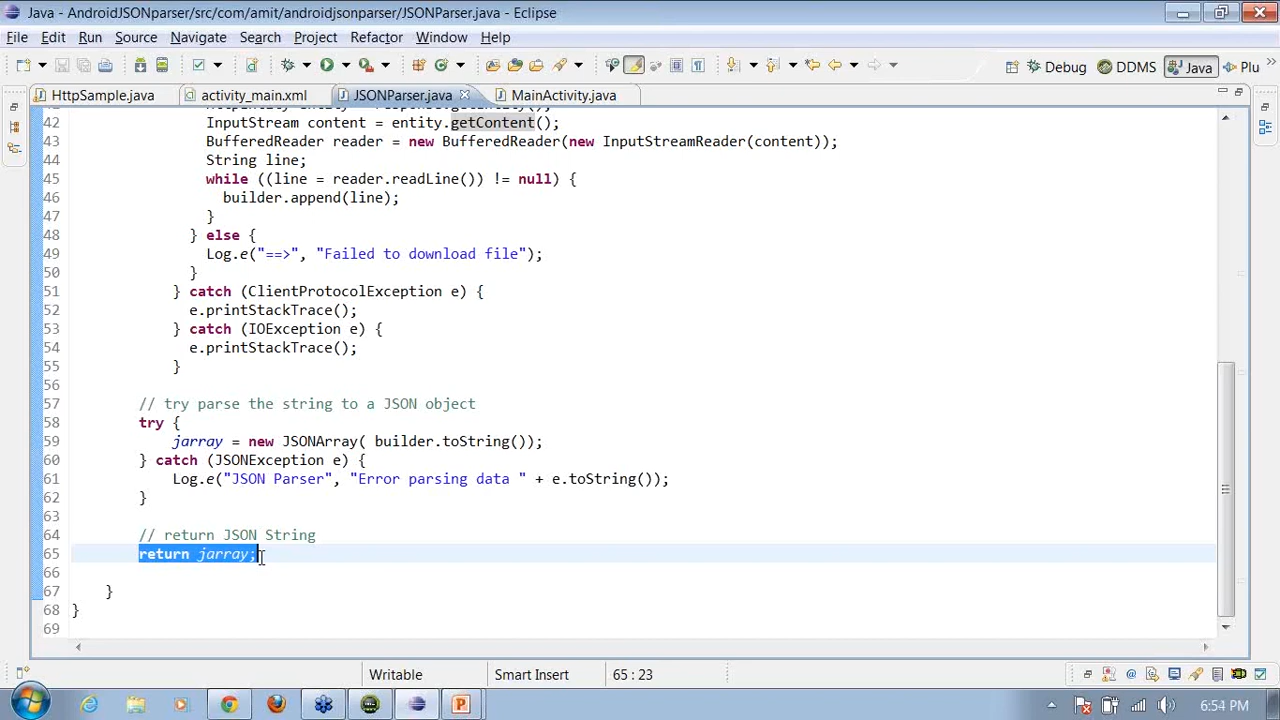 Java - AndroidJSONparser/src/com/amit/androidjsonparser/JSONParser.java - Eclipse
File Edit Run Source Navigate Search Project Refactor Window Help
Debug DDMS Java Plu
HttpSample.java activity_main.xml JSONParser.java MainActivity.java
42 InputStream content = entity.getContent();
43 BufferedReader reader = new BufferedReader(new InputStreamReader(content));
44 String line;
45 while ((line = reader.readLine()) != null) {
46 builder.append(line);
47 }
48 } else {
49 Log.e("==>", "Failed to download file");
50 }
51 } catch (ClientProtocolException e) {
52 e.printStackTrace();
53 } catch (IOException e) {
54 e.printStackTrace();
55 }
56
57 // try parse the string to a JSON object
58 try {
59 jarray = new JSONArray( builder.toString());
60 } catch (JSONException e) {
61 Log.e("JSON Parser", "Error parsing data " + e.toString());
62 }
63
64 // return JSON String
65 return jarray;
66
67 }
68 }
69
Writable Smart Insert 65 : 23
6:54 PM